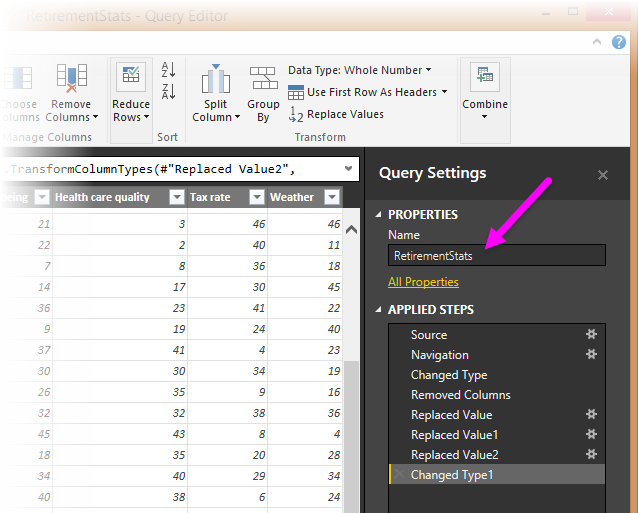 RetirementStats - Query Editor
Choose Columns
Remove Columns
Manage Columns
Reduce Rows
A Z
Z A
Sort
Split Column
Group By
Data Type: Whole Number
Use First Row As Headers
1 2 Replace Values
Transform
Combine
.TransformColumnTypes(#"Replaced Value2",
being Health care quality Tax rate Weather
21 3 46 46
22 2 40 11
7 8 36 18
14 17 30 45
36 23 41 22
9 19 24 40
37 41 4 23
30 30 34 19
26 35 9 16
32 32 38 36
45 43 8 4
18 35 20 28
34 40 29 34
40 38 6 24
Query Settings
PROPERTIES
Name
RetirementStats
All Properties
APPLIED STEPS
Source
Navigation
Changed Type
Removed Columns
Replaced Value
Replaced Value1
Replaced Value2
Changed Type1